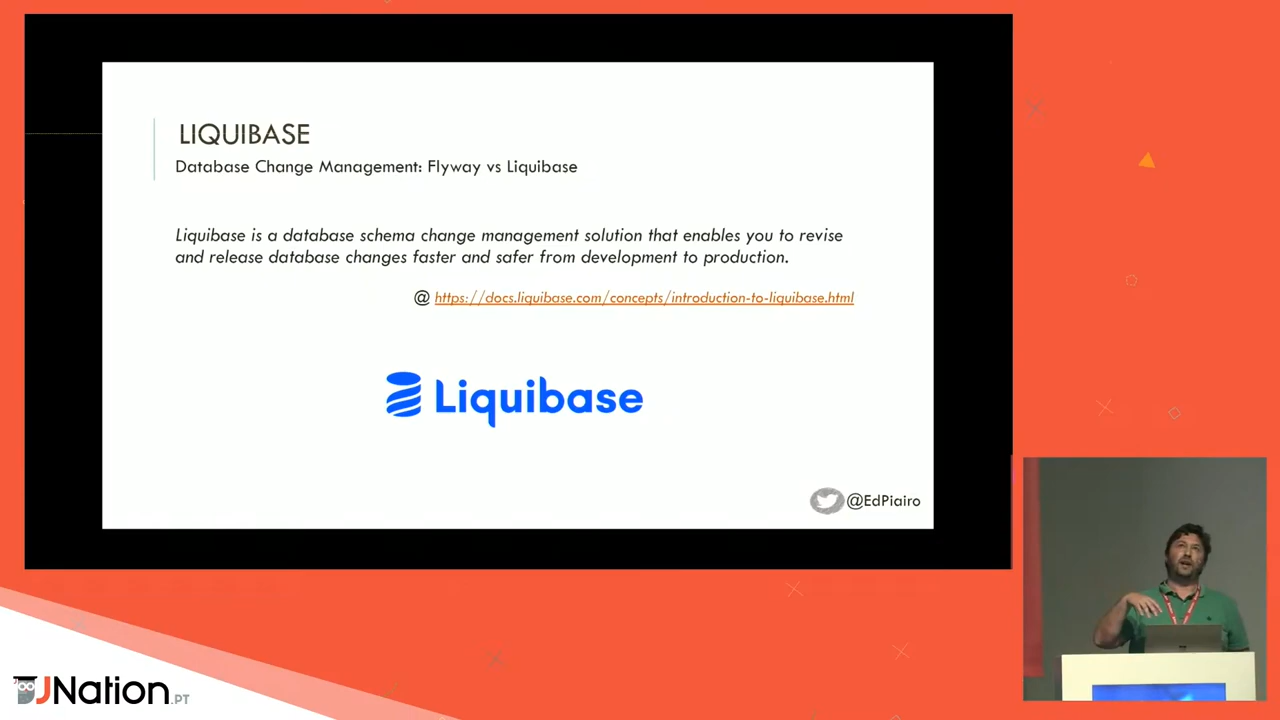 LIQUIBASE
Database Change Management: Flyway vs Liquibase
Liquibase is a database schema change management solution that enables you to revise
and release database changes faster and safer from development to production.
@ https://docs.liquibase.com/concepts/introduction-to-liquibase.html
Liquibase
@EdPiairo
JNation.PT